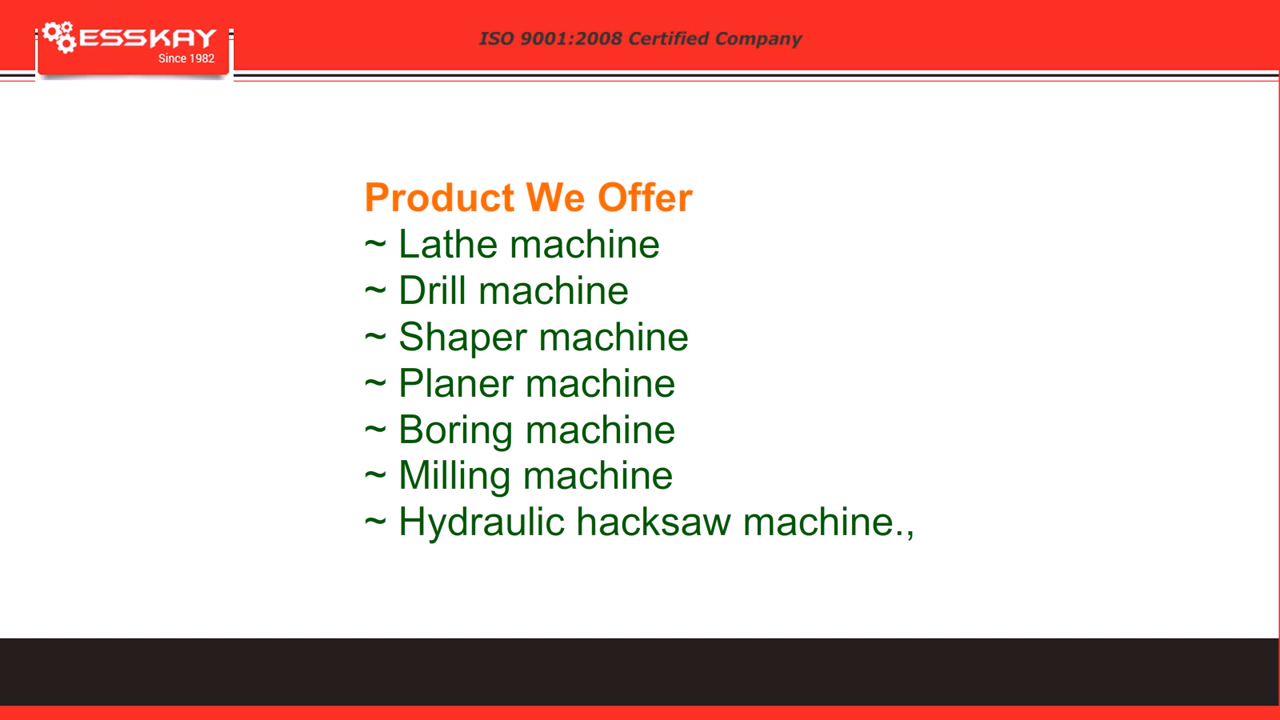 ESSKAY
Since 1982
ISO 9001:2008 Certified Company
Product We Offer
~ Lathe machine
~ Drill machine
~ Shaper machine
~ Planer machine
~ Boring machine
~ Milling machine
~ Hydraulic hacksaw machine.,